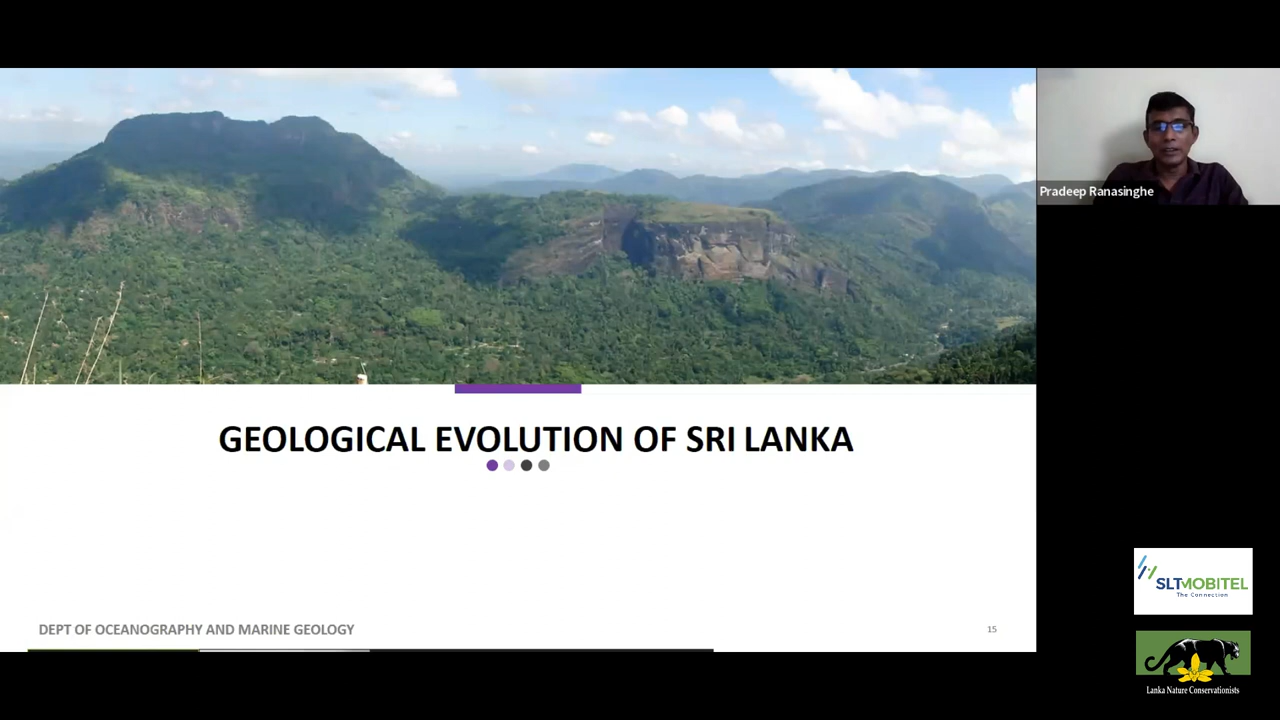 Pradeep Ranasinghe
GEOLOGICAL EVOLUTION OF SRI LANKA
DEPT OF OCEANOGRAPHY AND MARINE GEOLOGY
15
SLTMOBITEL
The Connection
Lanka Nature Conservationists